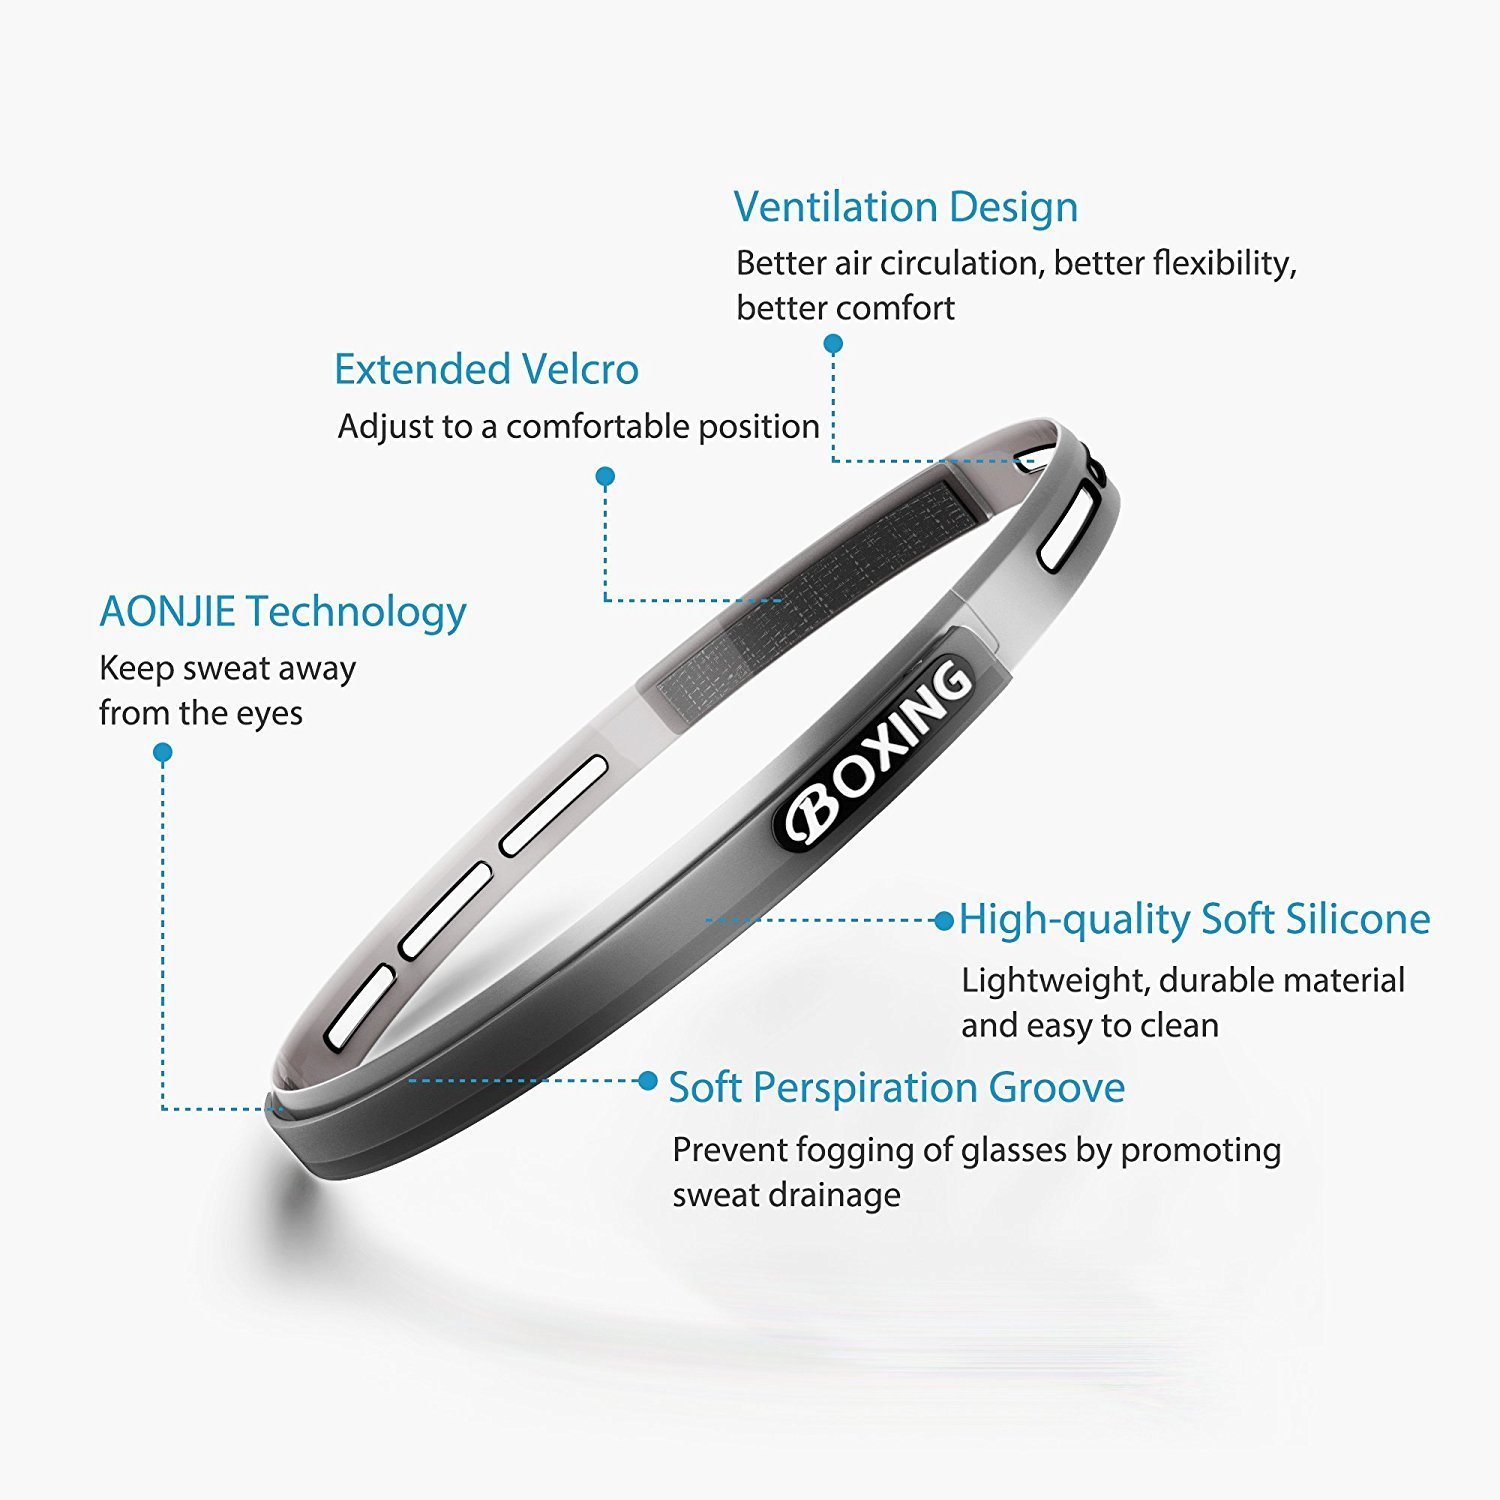 Ventilation Design
Better air circulation, better flexibility,
better comfort
Extended Velcro
Adjust to a comfortable position
AONJIE Technology
Keep sweat away
from the eyes
BOXING
High-quality Soft Silicone
Lightweight, durable material
and easy to clean
Soft Perspiration Groove
Prevent fogging of glasses by promoting
sweat drainage